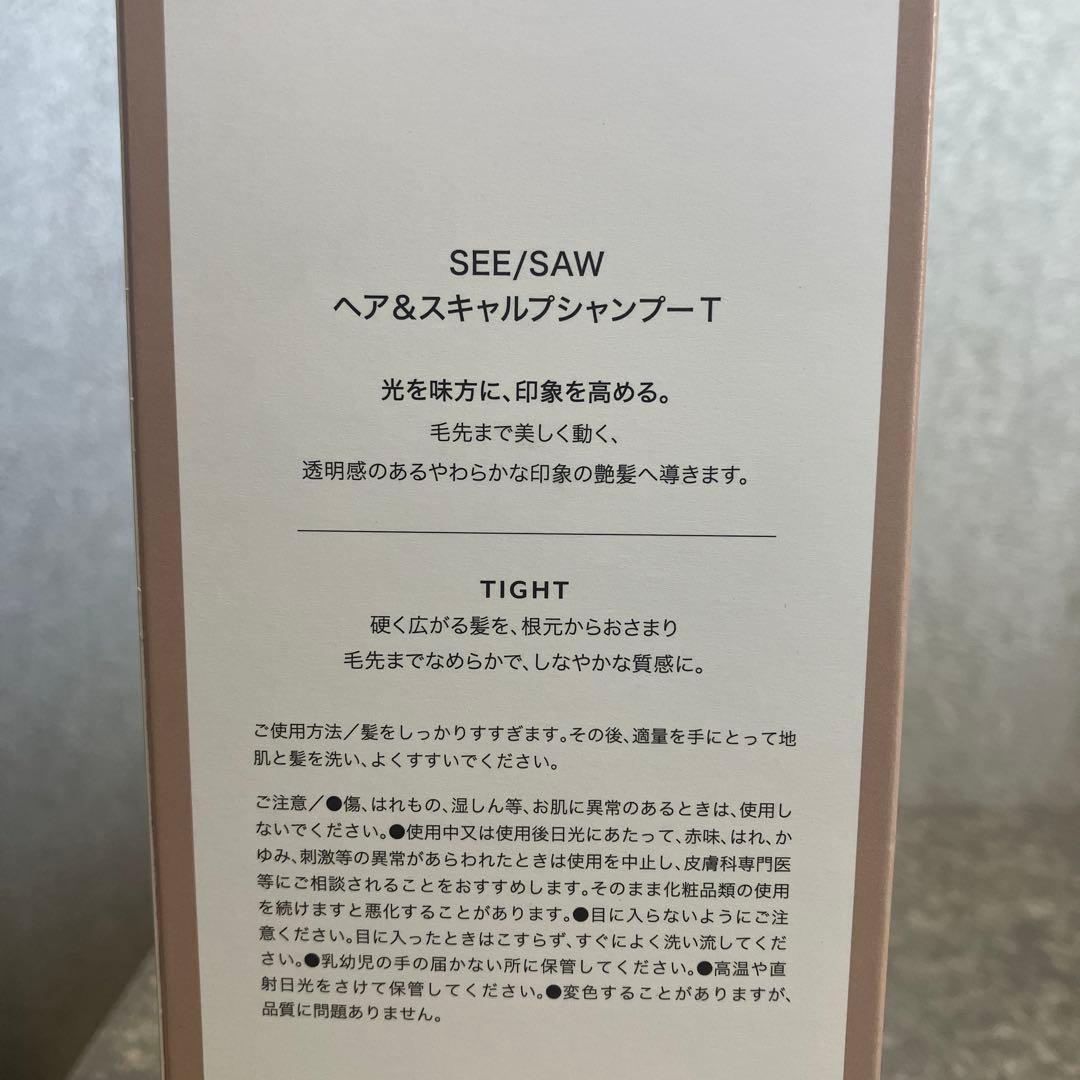 SEE/SAW
ヘア&スキャルプシャンプーT
光を味方に、印象を高める。
毛先まで美しく動く、
透明感のあるやわらかな印象の艶髪へ導きます。
TIGHT
硬く広がる髪を、根元からおさまり
毛先までなめらかで、しなやかな質感に。
ご使用方法/髪をしっかりすすぎます。その後、適量を手にとって地
肌と髪を洗い、よくすすいでください。
ご注意/●傷、はれもの、湿しん等、お肌に異常のあるときは、使用し
ないでください。●使用中又は使用後日光にあたって、赤味、はれ、か
ゆみ、刺激等の異常があらわれたときは使用を中止し、皮膚科専門医
等にご相談されることをおすすめします。そのまま化粧品類の使用
を続けますと悪化することがあります。●目に入らないようにご注
意ください。目に入ったときはこすらず、すぐによく洗い流してくだ
さい。●乳幼児の手の届かない所に保管してください。●高温や直
射日光をさけて保管してください。●変色することがありますが、
品質に問題ありません。